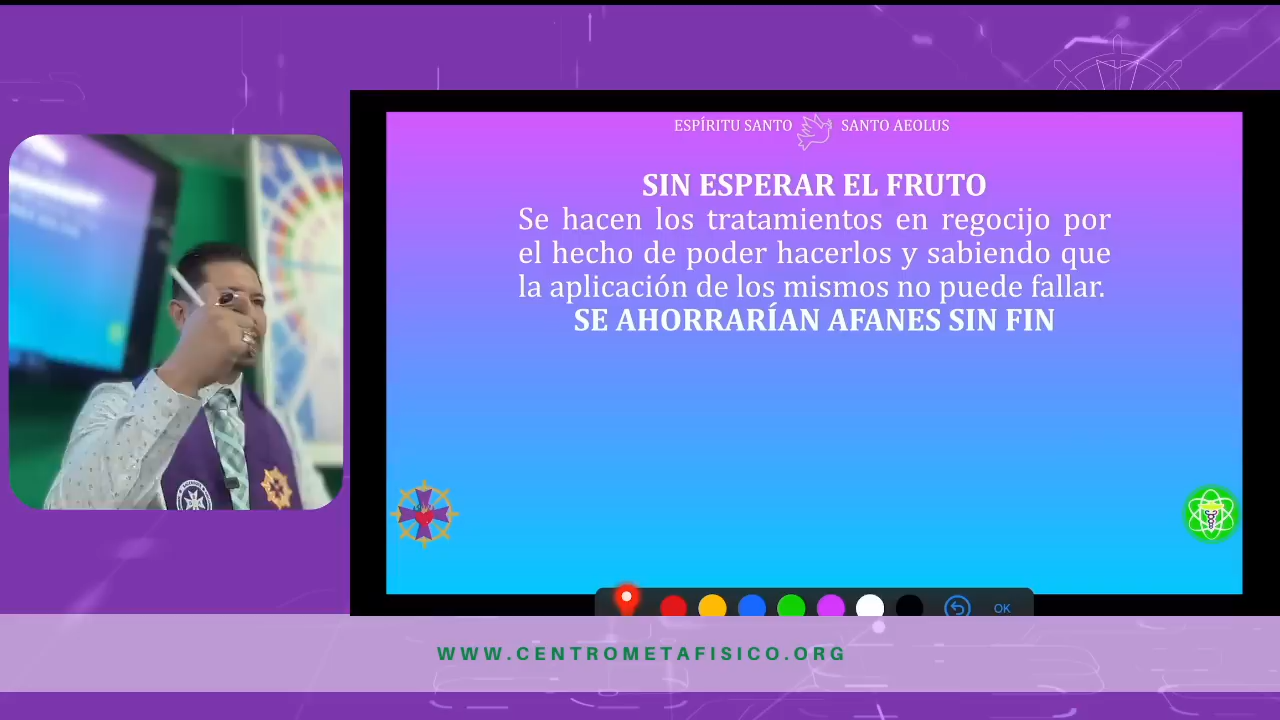 ESPÍRITU SANTO SANTO AEOLUS
SIN ESPERAR EL FRUTO
Se hacen los tratamientos en regocijo por
el hecho de poder hacerlos y sabiendo que
la aplicación de los mismos no puede fallar.
SE AHORRARÍAN AFANES SIN FIN
OK
WWW.CENTROMETAFISICO.ORG